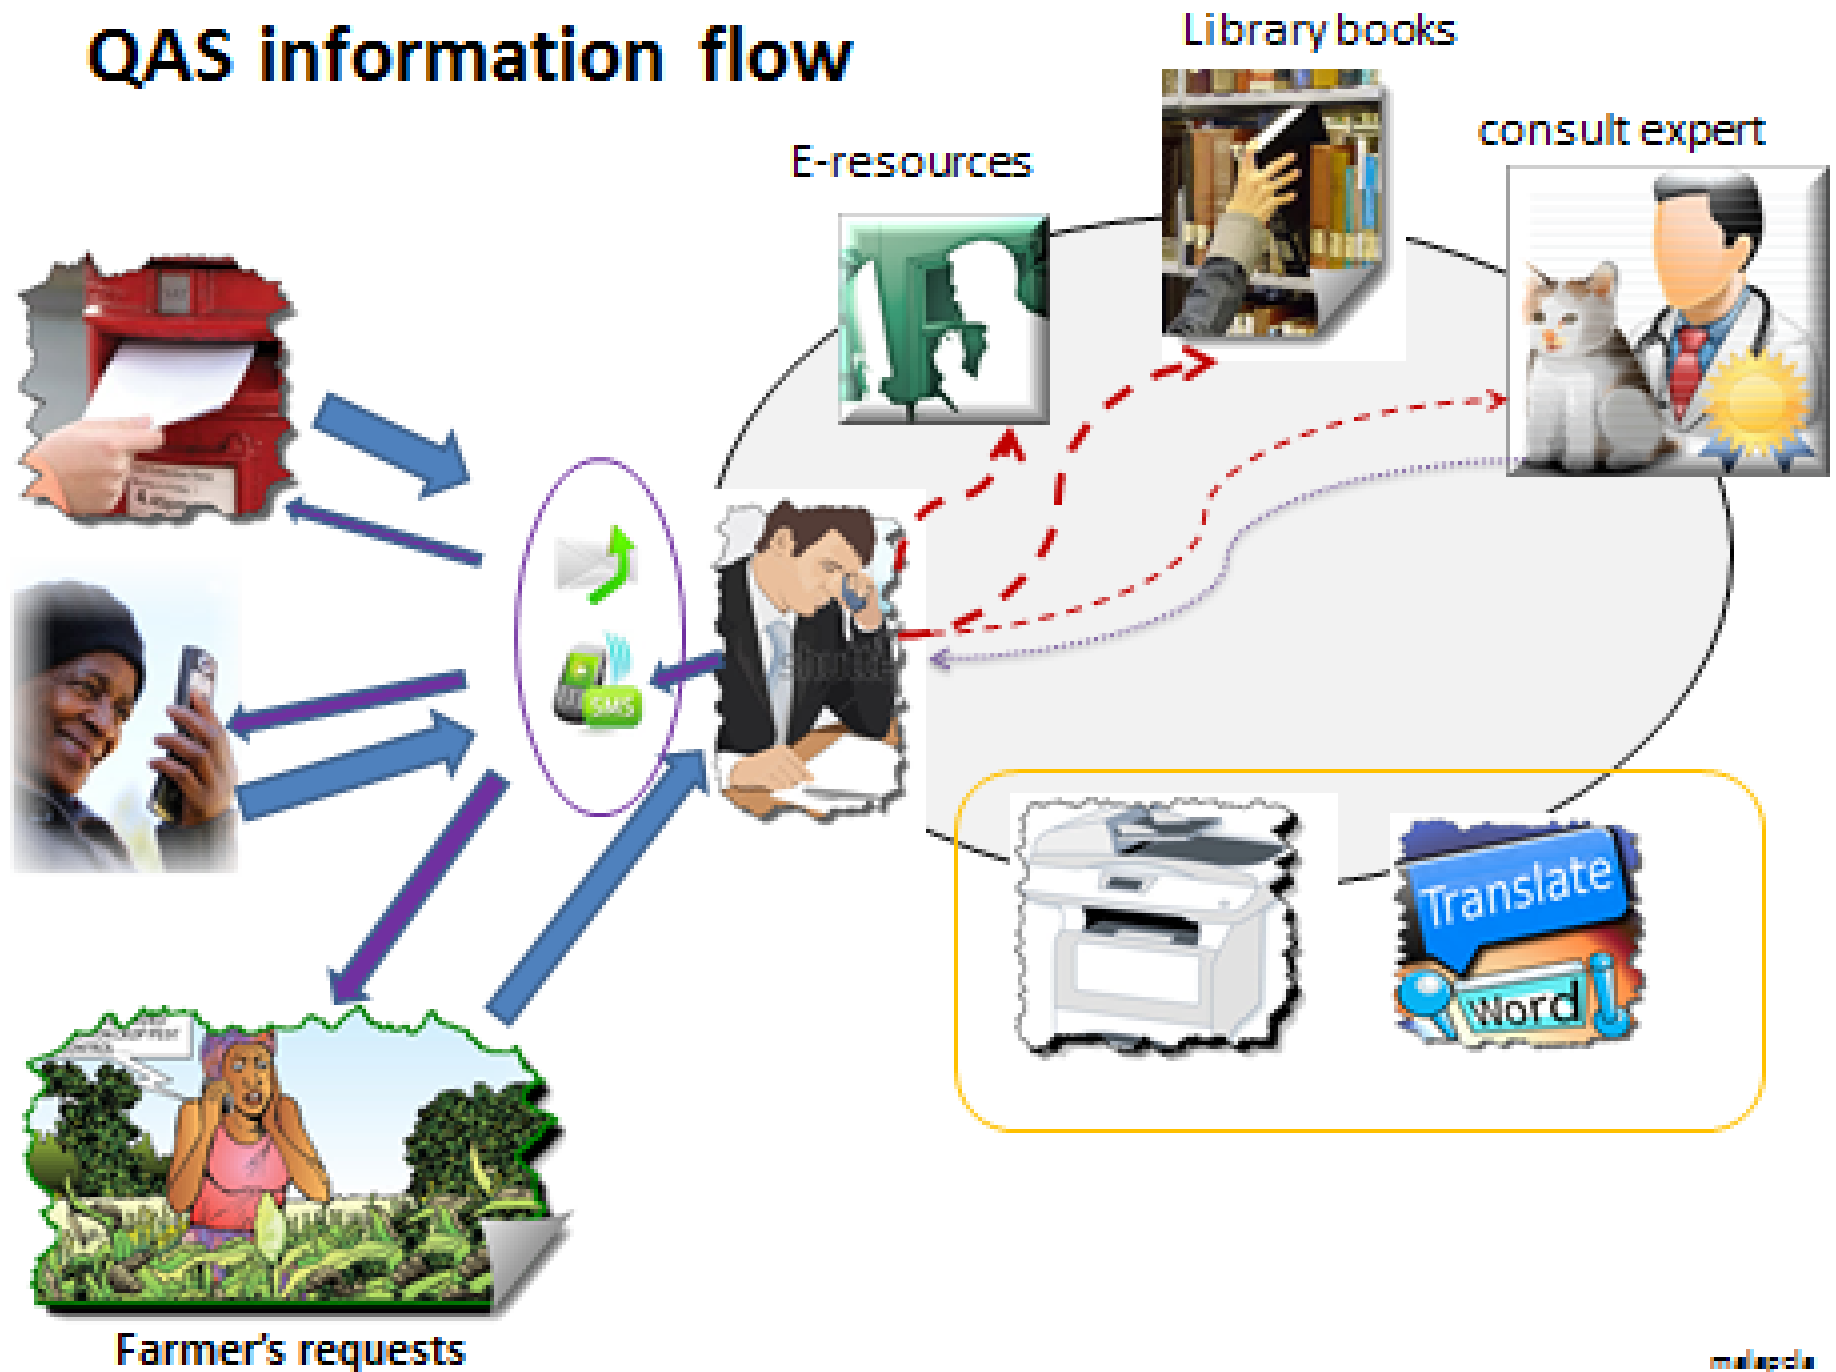 QAS information flow
Library books
consult expert
E-resources
SMS
Translate
Word
Farmer's requests